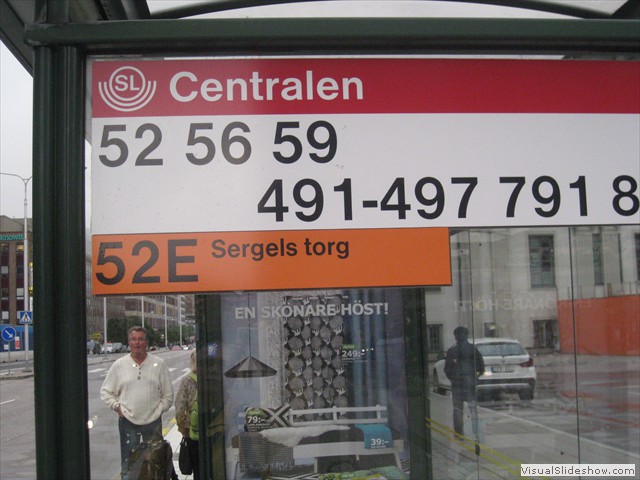 SL Centralen
52 56 59
491-497 791 8
52E Sergels torg
EN SKÖNARE HÖST!
249:-
79:-
39:-
VisualSlideshow.com